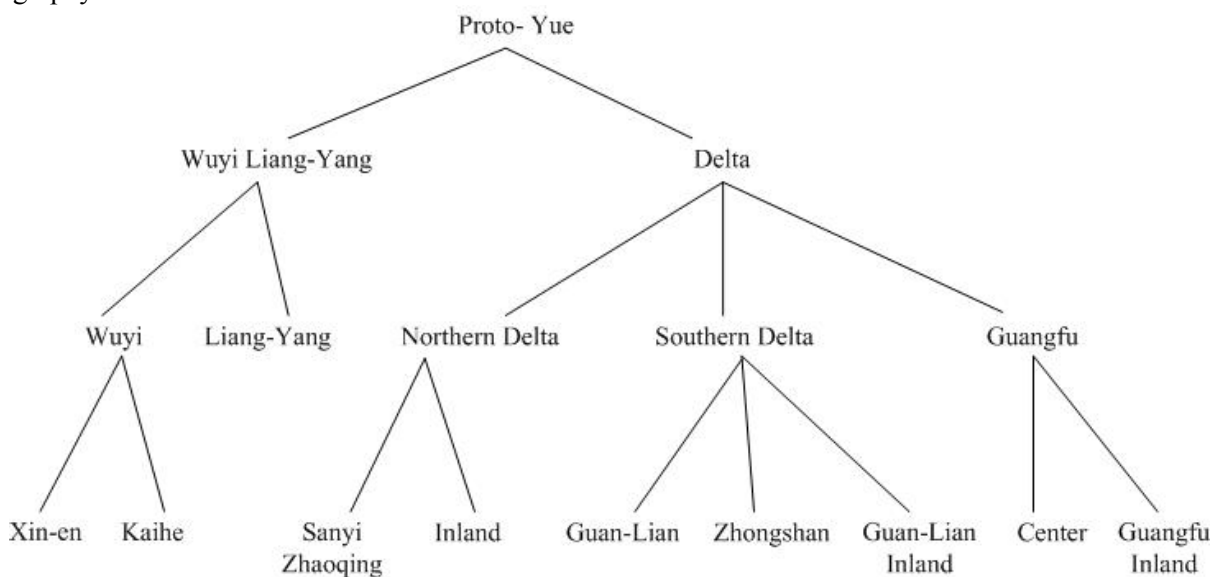 Proto- Yue
Wuyi Liang-Yang Delta
Wuyi Liang-Yang Northern Delta Southern Delta Guangfu
Xin-en Kaihe Sanyi Inland Guan-Lian Zhongshan Guan-Lian Center Guangfu
Zhaoqing Inland Inland